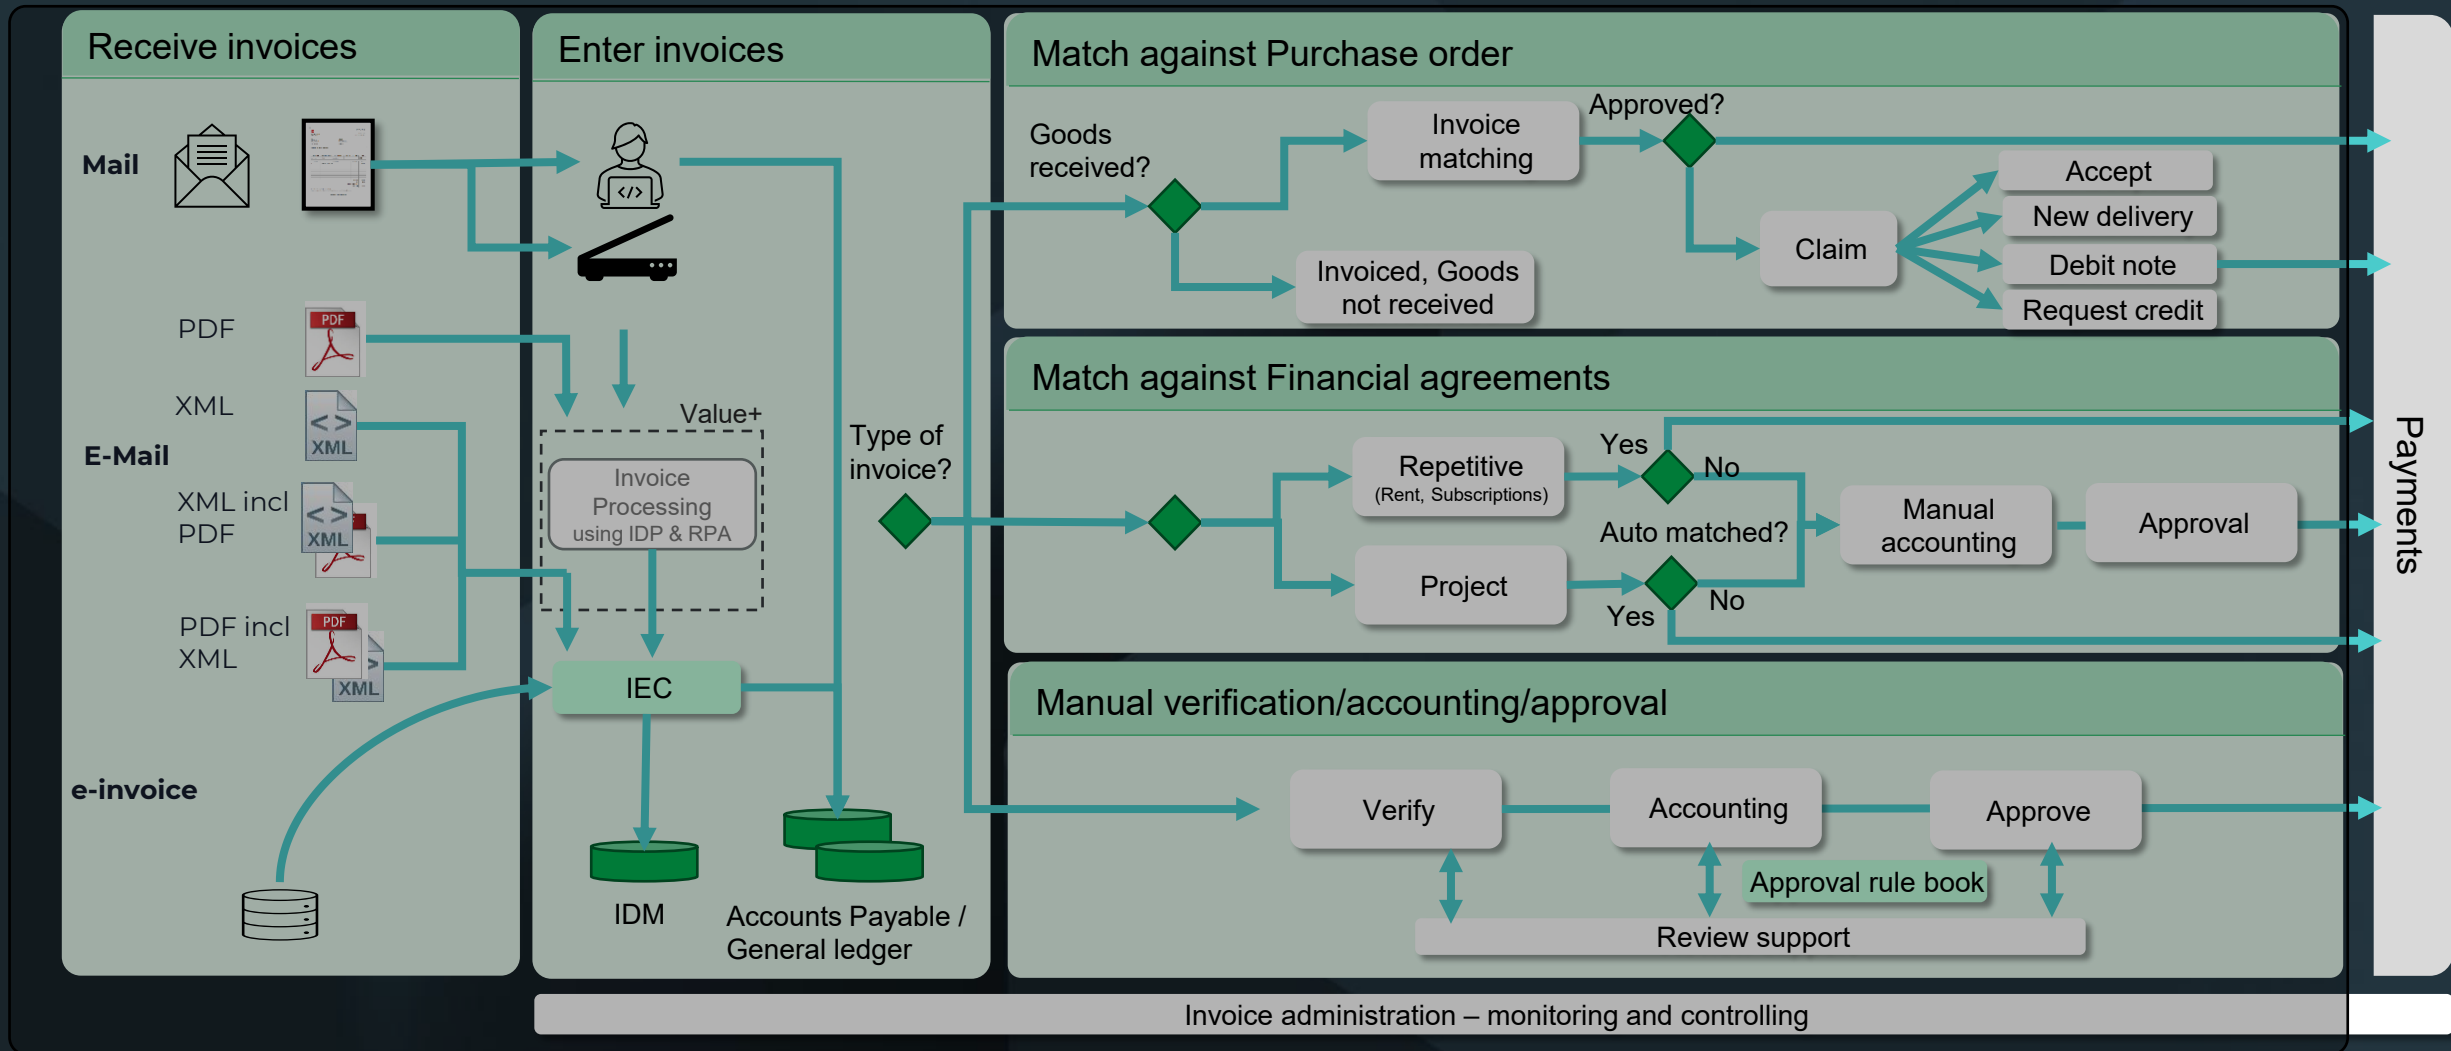 Receive invoices
Mail
PDF
PDF
XML
XML
E-Mail
XML incl
PDF
XML
PDF incl
XML
PDF
XML
e-invoice
Enter invoices
Value+
Invoice
Processing
using IDP & RPA
IEC
IDM
Accounts Payable /
General ledger
Type of
invoice?
Match against Purchase order
Goods
received?
Invoice
matching
Approved?
Invoiced, Goods
not received
Claim
Accept
New delivery
Debit note
Request credit
Match against Financial agreements
Repetitive
(Rent, Subscriptions)
Project
Yes
No
Auto matched?
Yes
No
Manual
accounting
Approval
Manual verification/accounting/approval
Verify
Accounting
Approve
Approval rule book
Review support
Payments
Invoice administration – monitoring and controlling